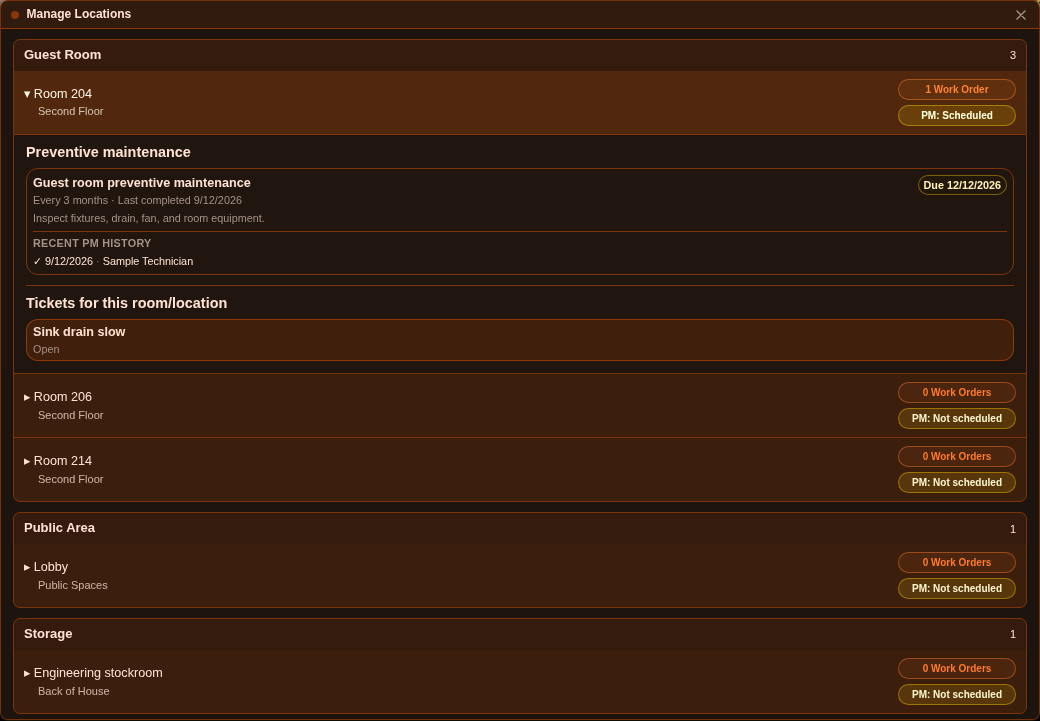 Manage Locations
Guest Room 3
▾ Room 204
Second Floor
1 Work Order
PM: Scheduled
Preventive maintenance
Guest room preventive maintenance
Due 12/12/2026
Every 3 months · Last completed 9/12/2026
Inspect fixtures, drain, fan, and room equipment.
RECENT PM HISTORY
✓ 9/12/2026 · Sample Technician
Tickets for this room/location
Sink drain slow
Open
▸ Room 206
Second Floor
0 Work Orders
PM: Not scheduled
▸ Room 214
Second Floor
0 Work Orders
PM: Not scheduled
Public Area 1
▸ Lobby
Public Spaces
0 Work Orders
PM: Not scheduled
Storage 1
▸ Engineering stockroom
Back of House
0 Work Orders
PM: Not scheduled